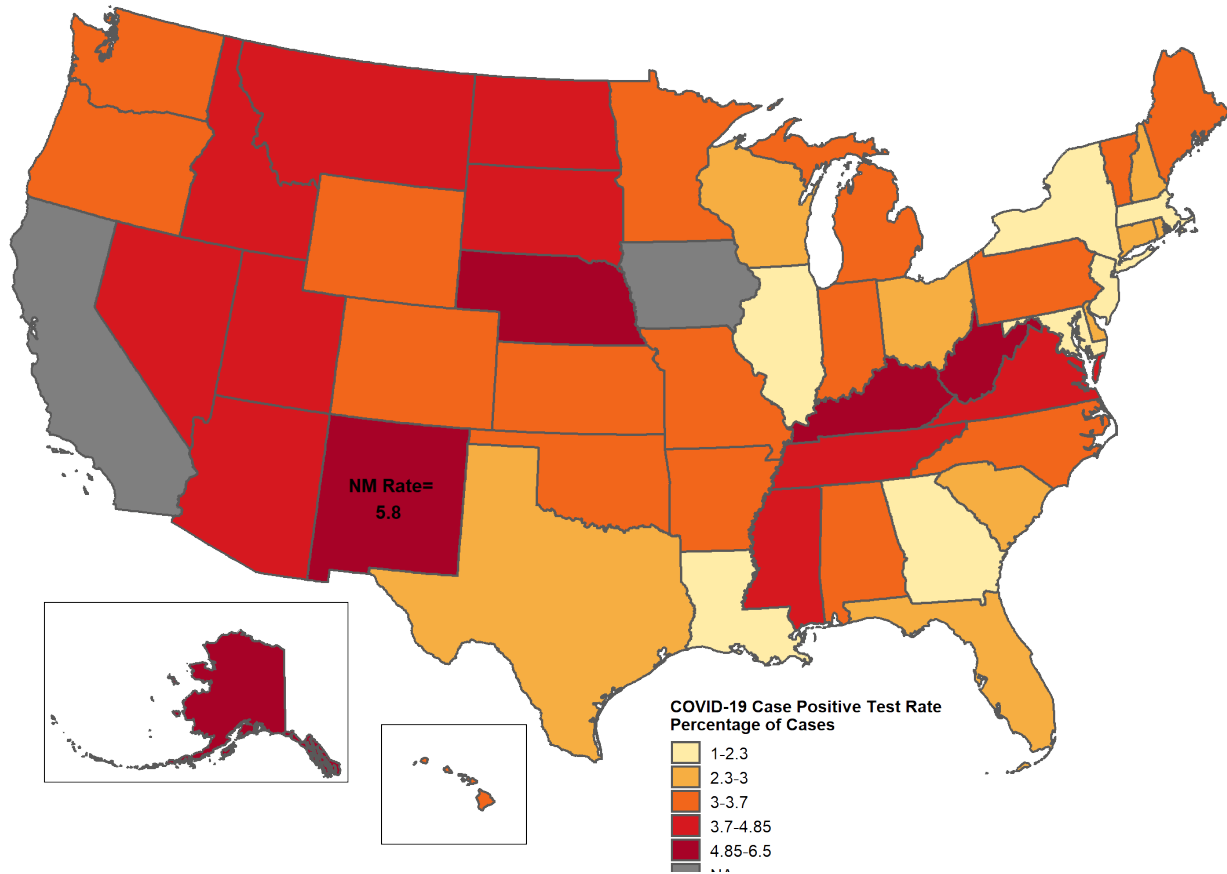 NM Rate=
5.8
COVID-19 Case Positive Test Rate
Percentage of Cases
1-2.3
2.3-3
3-3.7
3.7-4.85
4.85-6.5
NA